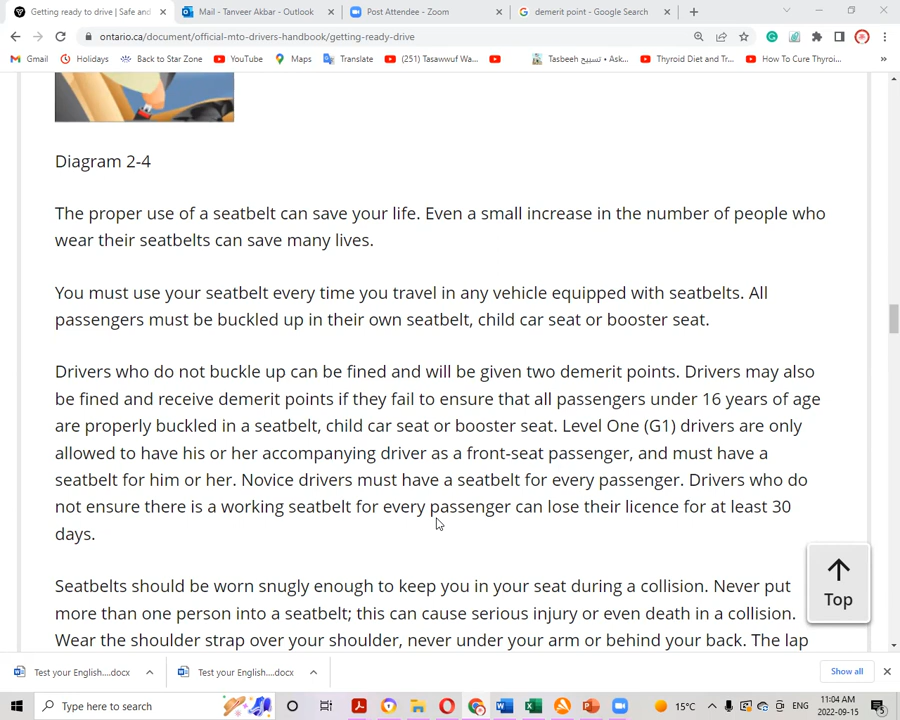 Getting ready to drive | Safe and
Mail - Tanveer Akbar - Outlook
Post Attendee - Zoom
demerit point - Google Search
ontario.ca/document/official-mto-drivers-handbook/getting-ready-drive
Gmail
Holidays
Back to Star Zone
YouTube
Maps
Translate
(251) Tasawwuf Wa...
Tasbeeh تسبيح • Ask...
Thyroid Diet and Tr...
How To Cure Thyroi...
Diagram 2-4
The proper use of a seatbelt can save your life. Even a small increase in the number of people who
wear their seatbelts can save many lives.
You must use your seatbelt every time you travel in any vehicle equipped with seatbelts. All
passengers must be buckled up in their own seatbelt, child car seat or booster seat.
Drivers who do not buckle up can be fined and will be given two demerit points. Drivers may also
be fined and receive demerit points if they fail to ensure that all passengers under 16 years of age
are properly buckled in a seatbelt, child car seat or booster seat. Level One (G1) drivers are only
allowed to have his or her accompanying driver as a front-seat passenger, and must have a
seatbelt for him or her. Novice drivers must have a seatbelt for every passenger. Drivers who do
not ensure there is a working seatbelt for every passenger can lose their licence for at least 30
days.
Seatbelts should be worn snugly enough to keep you in your seat during a collision. Never put
more than one person into a seatbelt; this can cause serious injury or even death in a collision.
Wear the shoulder strap over your shoulder, never under your arm or behind your back. The lap
Top
Test your English....docx
Test your English....docx
Show all
Type here to search
15°C
ENG
11:04 AM
2022-09-15
5